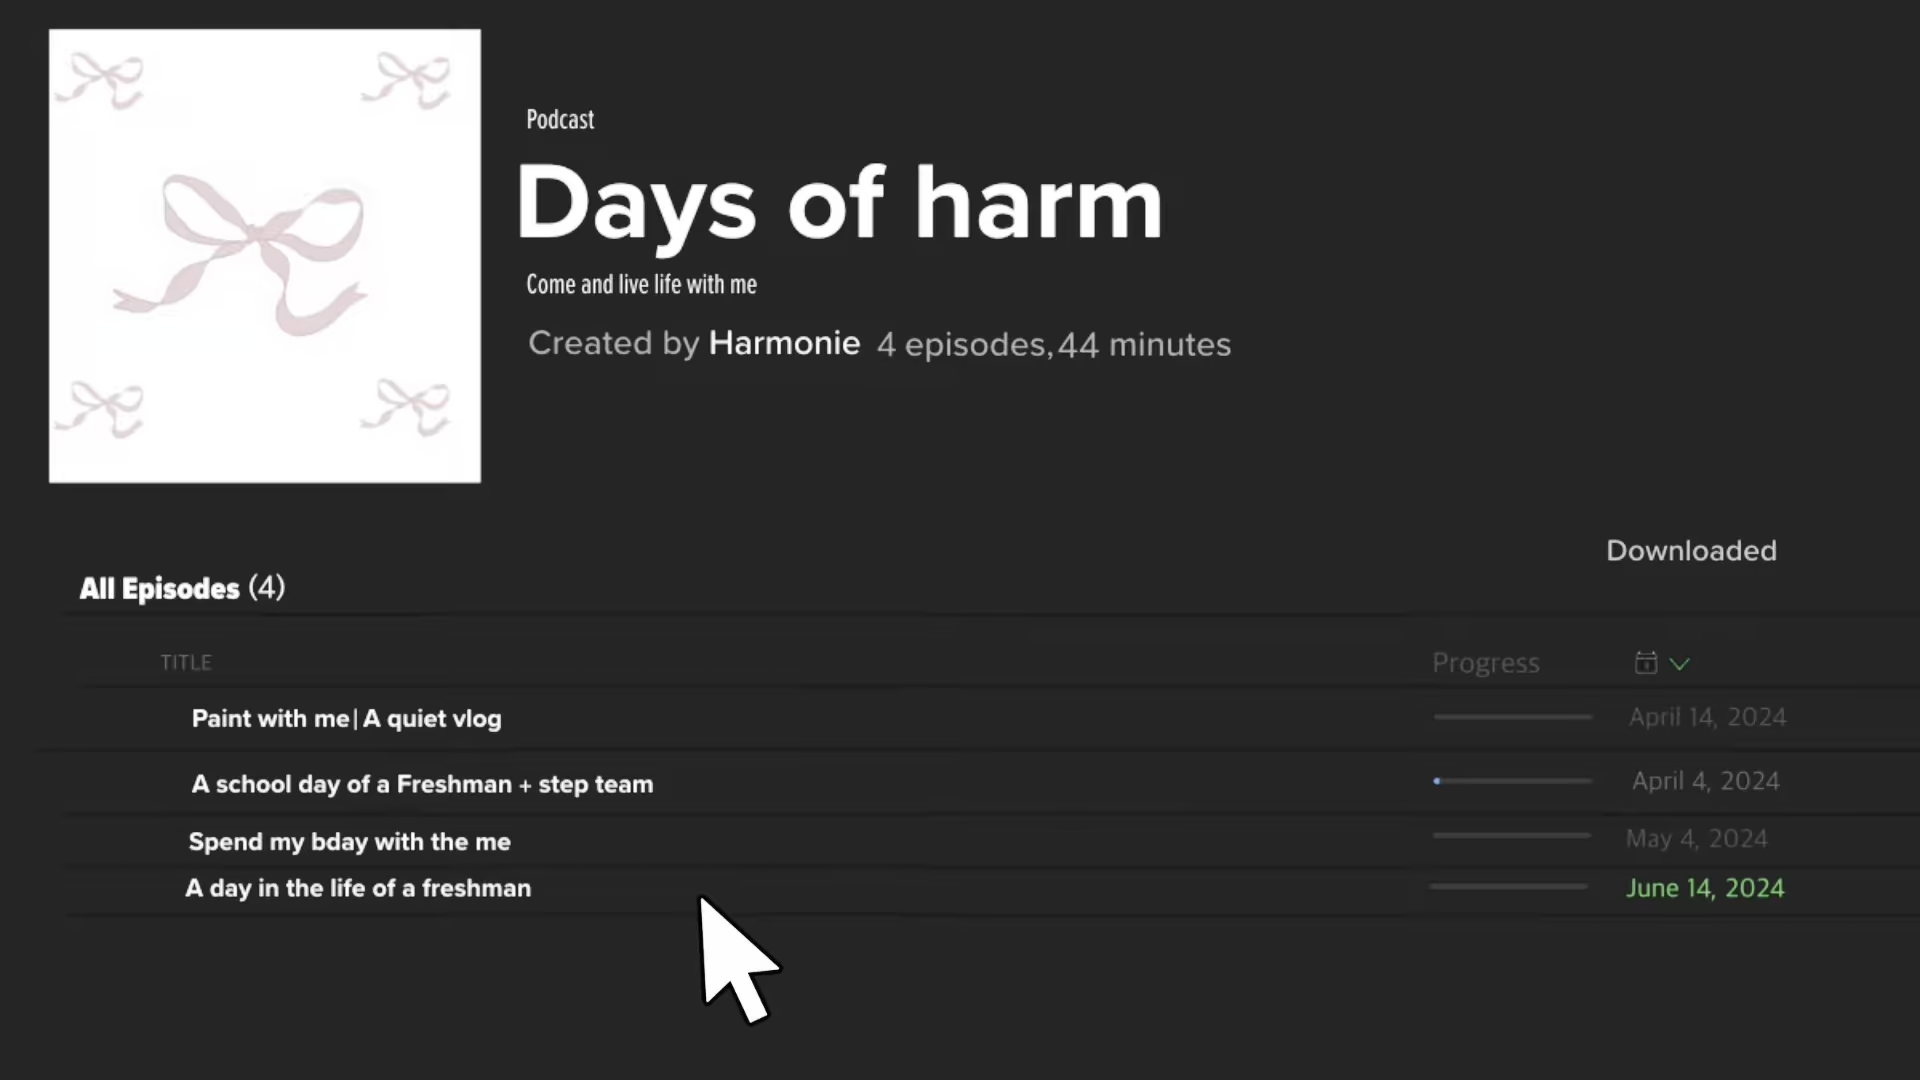 Podcast
Days of harm
Come and live life with me
Created by Harmonie 4 episodes, 44 minutes
Downloaded
All Episodes (4)
TITLE Progress
Paint with me| A quiet vlog April 14, 2024
A school day of a Freshman + step team April 4, 2024
Spend my bday with the me May 4, 2024
A day in the life of a freshman June 14, 2024